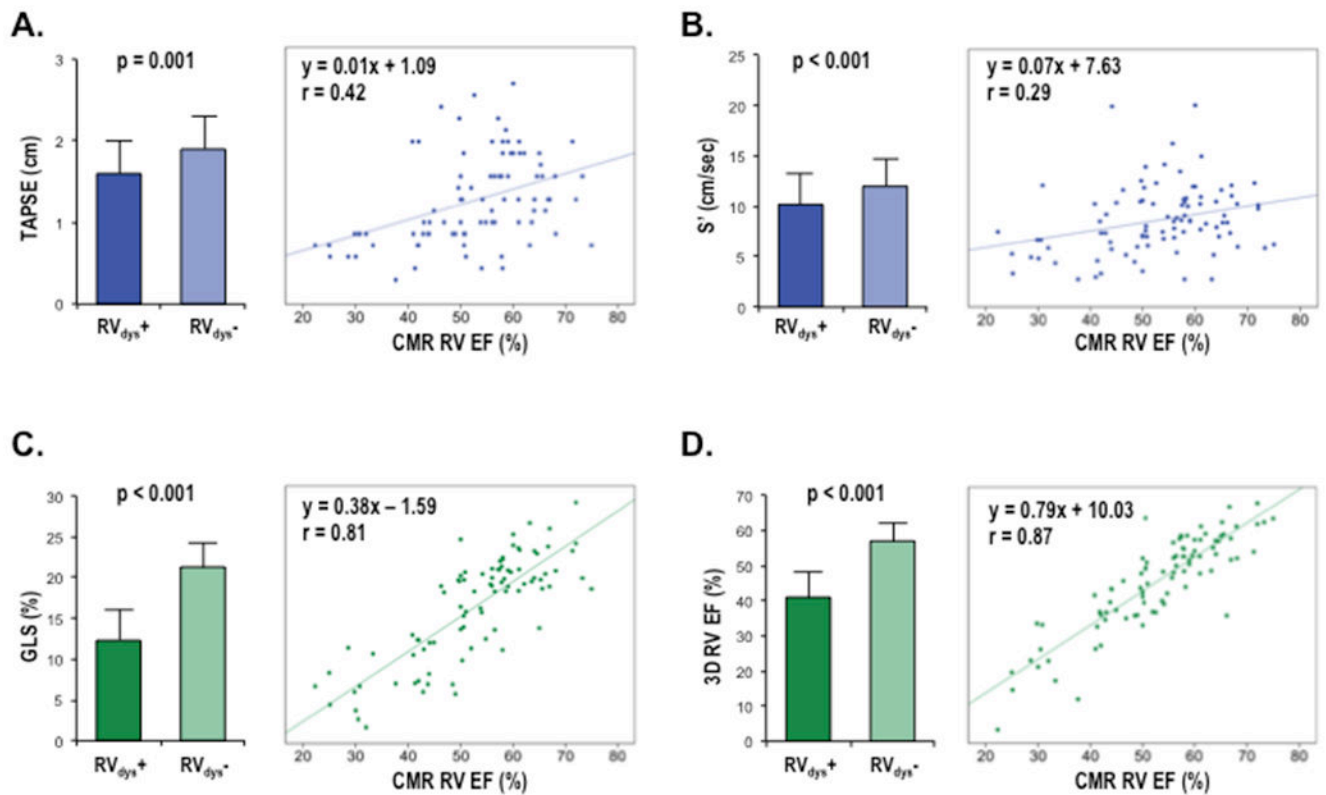 A.
p = 0.001
TAPSE (cm)
3
2
1
0
RVdys+ RVdys-
y = 0.01x + 1.09
r = 0.42
20 30 40 50 60 70 80
CMR RV EF (%)
B.
p < 0.001
S' (cm/sec)
25
20
15
10
5
0
RVdys+ RVdys-
y = 0.07x + 7.63
r = 0.29
20 30 40 50 60 70 80
CMR RV EF (%)
C.
p < 0.001
GLS (%)
30
25
20
15
10
5
0
RVdys+ RVdys-
y = 0.38x – 1.59
r = 0.81
20 30 40 50 60 70 80
CMR RV EF (%)
D.
p < 0.001
3D RV EF (%)
70
60
50
40
30
20
10
0
RVdys+ RVdys-
y = 0.79x + 10.03
r = 0.87
20 30 40 50 60 70 80
CMR RV EF (%)